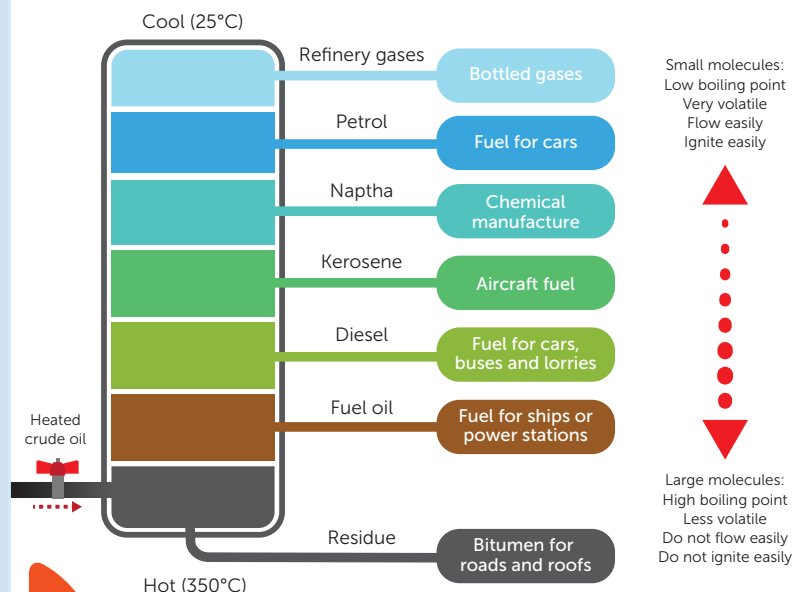 Cool (25°C)
Refinery gases
Bottled gases
Petrol
Fuel for cars
Naptha
Chemical
manufacture
Kerosene
Aircraft fuel
Diesel
Fuel for cars,
buses and lorries
Fuel oil
Fuel for ships or
power stations
Heated
crude oil
Residue
Bitumen for
roads and roofs
Hot (350°C)
Small molecules:
Low boiling point
Very volatile
Flow easily
Ignite easily
Large molecules:
High boiling point
Less volatile
Do not flow easily
Do not ignite easily